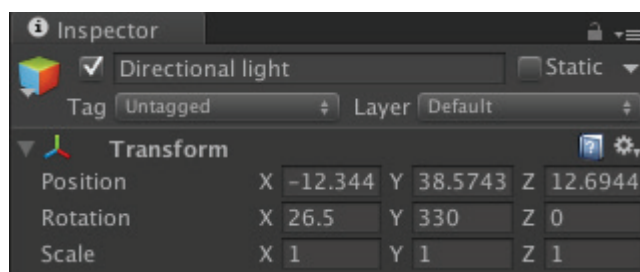 Inspector
Directional light Static
Tag Untagged Layer Default
Transform
Position X -12.344 Y 38.5743 Z 12.6944
Rotation X 26.5 Y 330 Z 0
Scale X 1 Y 1 Z 1